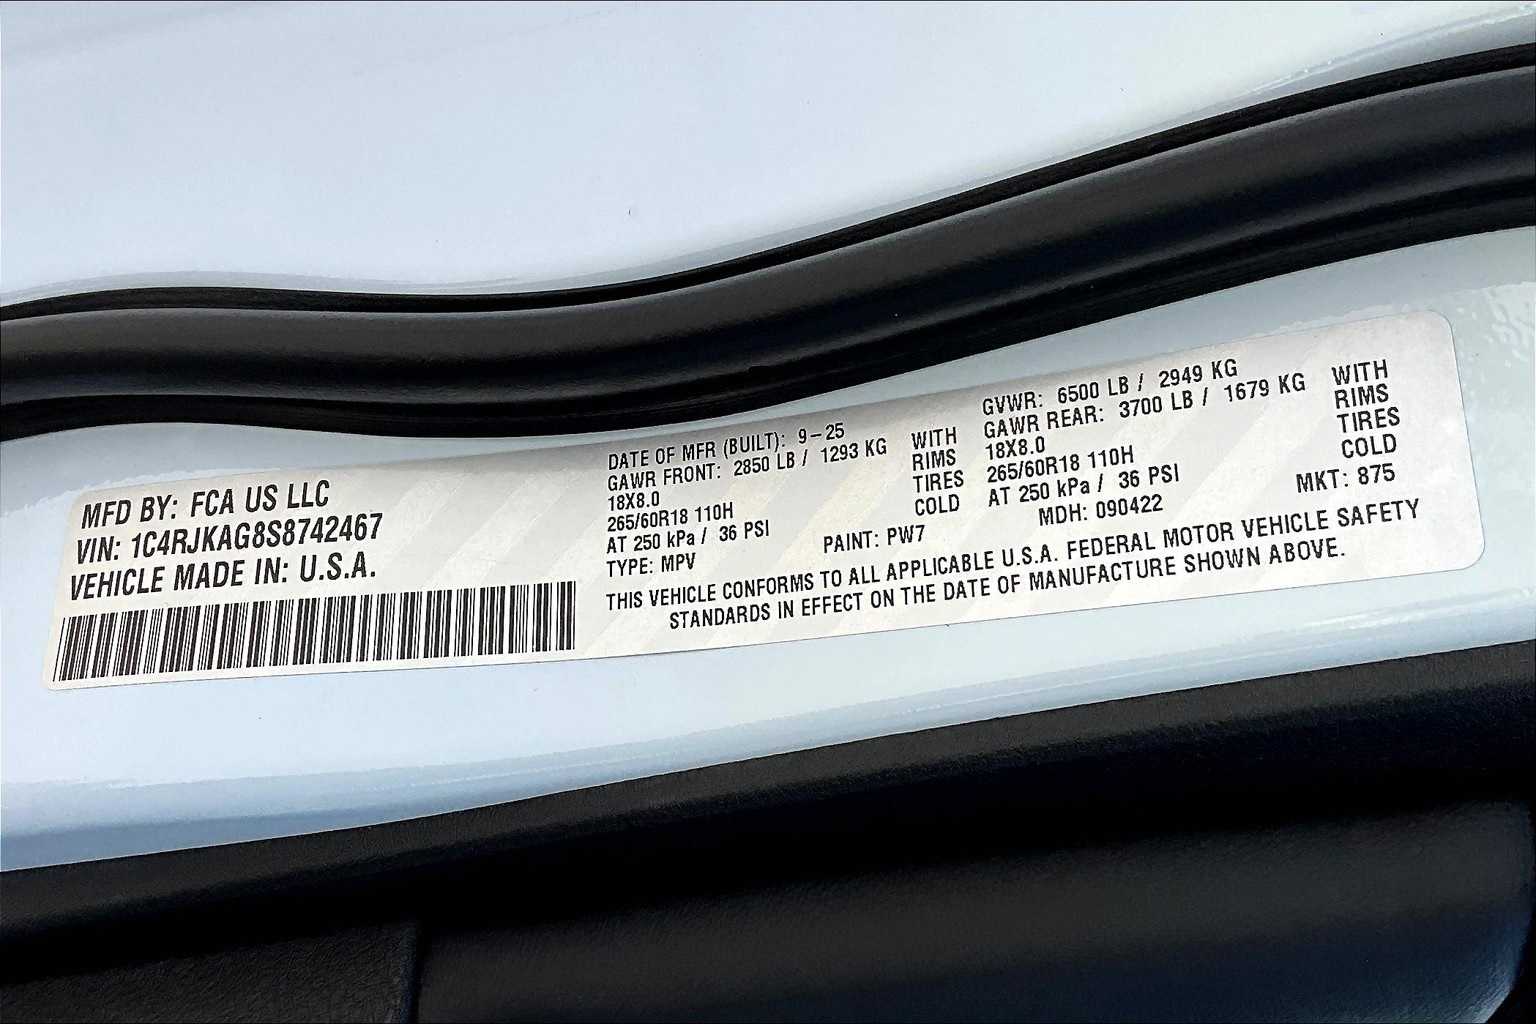 MFD BY: FCA US LLC
VIN: 1C4RJKAG8S8742467
VEHICLE MADE IN: U.S.A.
DATE OF MFR (BUILT): 9-25
GAWR FRONT: 2850 LB / 1293 KG WITH
18X8.0 RIMS
265/60R18 110H TIRES
AT 250 kPa / 36 PSI COLD
TYPE: MPV
PAINT: PW7
GVWR: 6500 LB / 2949 KG
GAWR REAR: 3700 LB / 1679 KG WITH
18X8.0 RIMS
265/60R18 110H TIRES
AT 250 kPa / 36 PSI COLD
MDH: 090422
MKT: 875
THIS VEHICLE CONFORMS TO ALL APPLICABLE U.S.A. FEDERAL MOTOR VEHICLE SAFETY
STANDARDS IN EFFECT ON THE DATE OF MANUFACTURE SHOWN ABOVE.